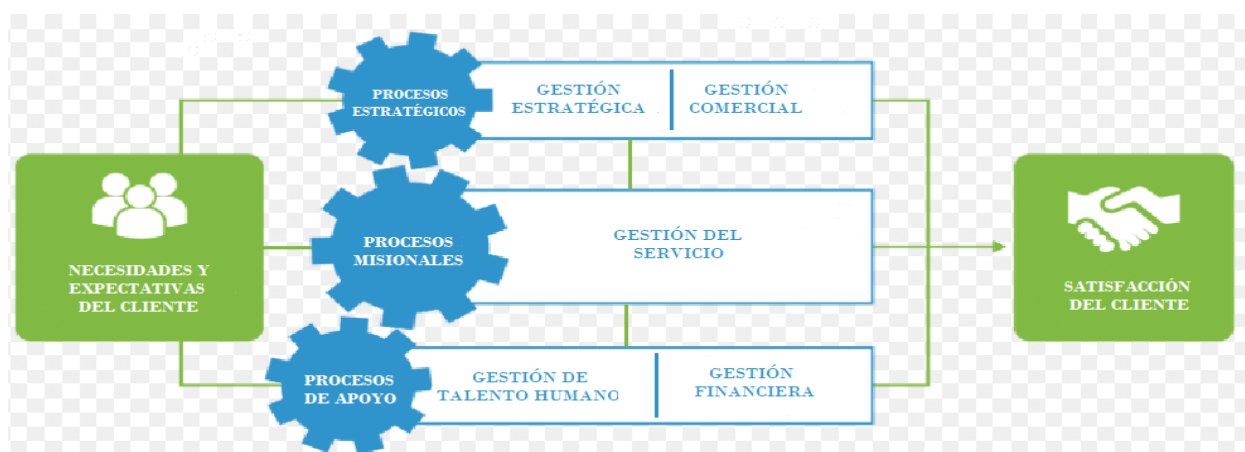 PROCESOS
ESTRATÉGICOS
GESTIÓN
ESTRATÉGICA
GESTIÓN
COMERCIAL
NECESIDADES Y
EXPECTATIVAS
DEL CLIENTE
PROCESOS
MISIONALES
GESTIÓN DEL
SERVICIO
SATISFACCIÓN
DEL CLIENTE
PROCESOS
DE APOYO
GESTIÓN DE
TALENTO HUMANO
GESTIÓN
FINANCIERA